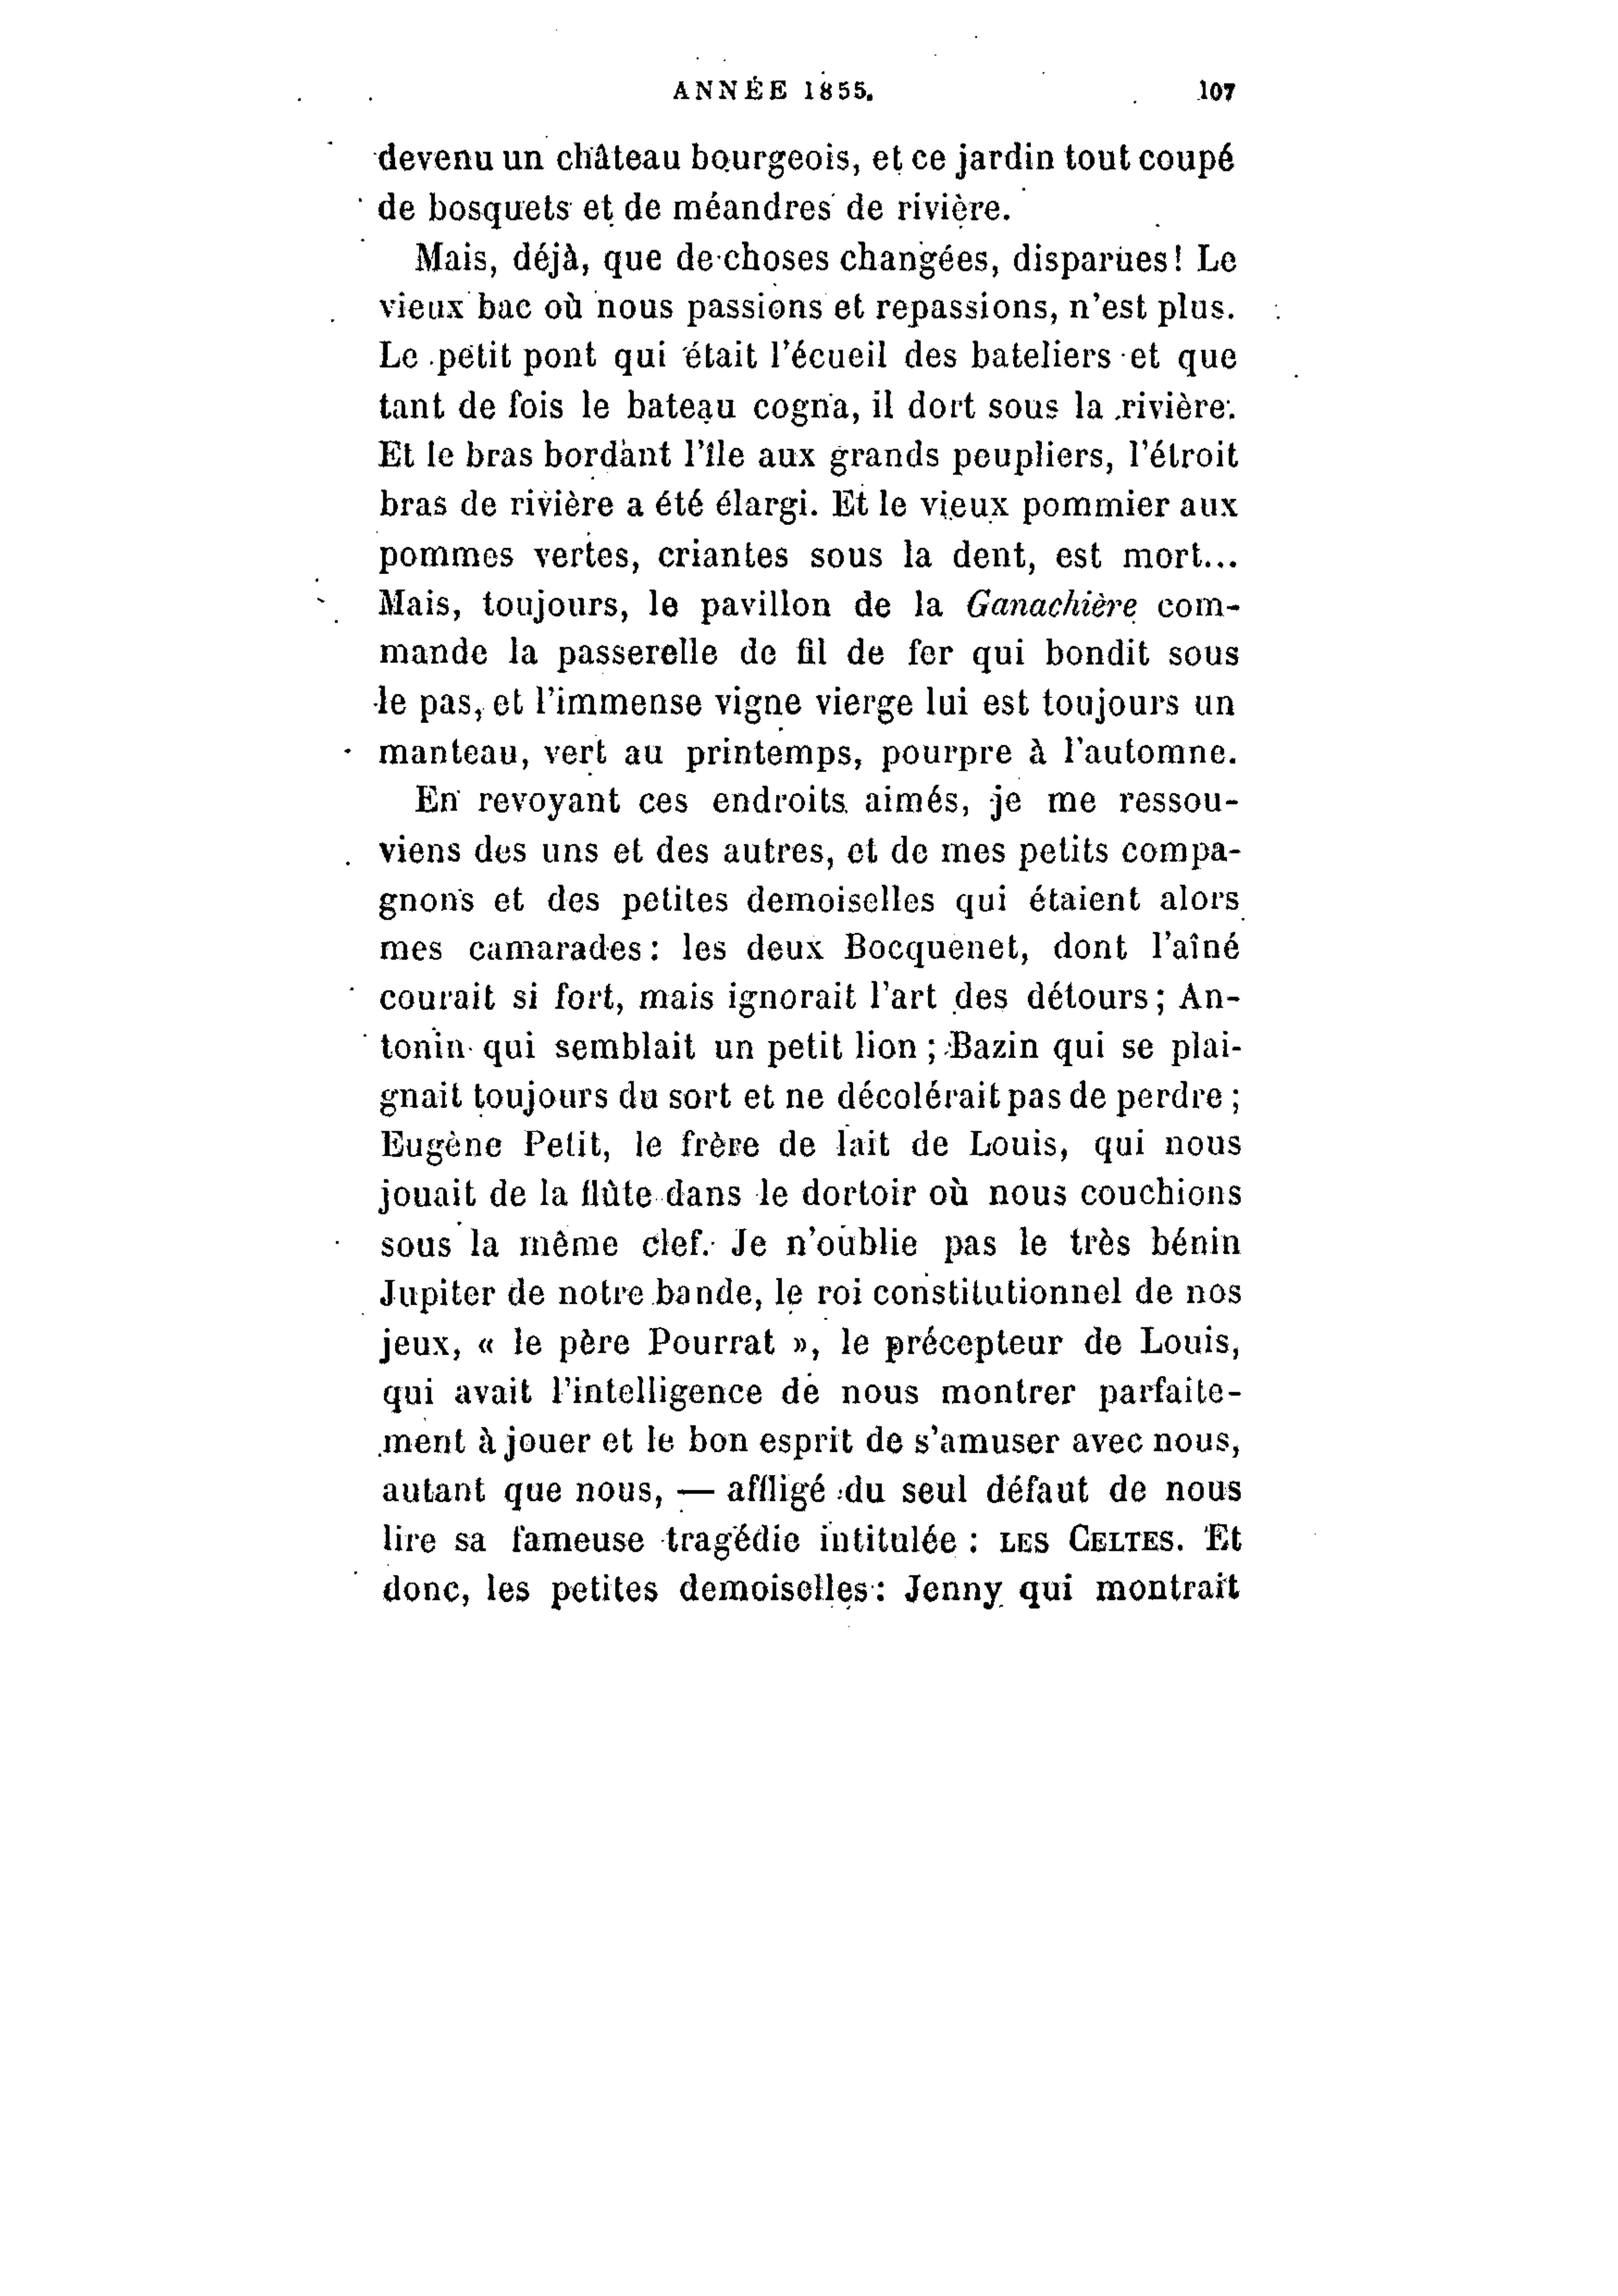 ANNÉE 1855. 107
devenu un château bourgeois, et ce jardin tout coupé
de bosquets et de méandres de rivière.
Mais, déjà, que de choses changées, disparues! Le
vieux bac où nous passions et repassions, n'est plus.
Le petit pont qui était l'écueil des bateliers et que
tant de fois le bateau cogna, il dort sous la rivière.
Et le bras bordant l'île aux grands peupliers, l'étroit
bras de rivière a été élargi. Et le vieux pommier aux
pommes vertes, criantes sous la dent, est mort...
Mais, toujours, le pavillon de la Ganachière com-
mande la passerelle de fil de fer qui bondit sous
le pas, et l'immense vigne vierge lui est toujours un
manteau, vert au printemps, pourpre à l'automne.
En revoyant ces endroits aimés, je me ressou-
viens des uns et des autres, et de mes petits compa-
gnons et des petites demoiselles qui étaient alors
mes camarades: les deux Bocquenet, dont l'aîné
courait si fort, mais ignorait l'art des détours; An-
tonin qui semblait un petit lion; Bazin qui se plai-
gnait toujours du sort et ne décolérait pas de perdre;
Eugène Petit, le frère de lait de Louis, qui nous
jouait de la flûte dans le dortoir où nous couchions
sous la même clef. Je n'oublie pas le très bénin
Jupiter de notre bande, le roi constitutionnel de nos
jeux, « le père Pourrat », le précepteur de Louis,
qui avait l'intelligence de nous montrer parfaite-
ment à jouer et le bon esprit de s'amuser avec nous,
autant que nous, — affligé du seul défaut de nous
lire sa fameuse tragédie intitulée : LES CELTES. Et
donc, les petites demoiselles: Jenny qui montrait